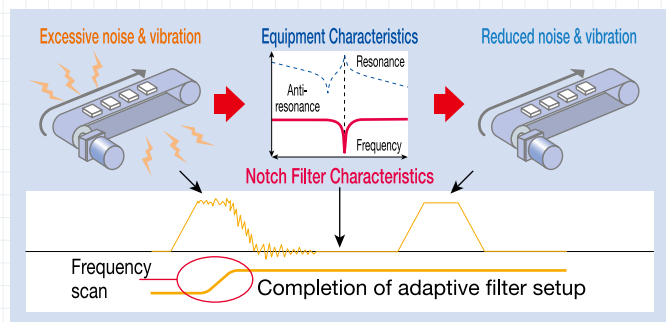 Excessive noise & vibration
Equipment Characteristics
Reduced noise & vibration
Resonance
Anti-
resonance
Frequency
Notch Filter Characteristics
Frequency
scan
Completion of adaptive filter setup